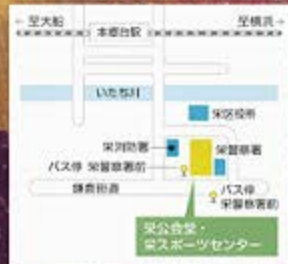 ←至大船
至横浜→
本郷台駅
いたち川
栄区役所
栄消防署
栄警察署
バス停 栄警察署前
鎌倉街道
バス停
栄警察署前
栄公会堂・
栄スポーツセンター